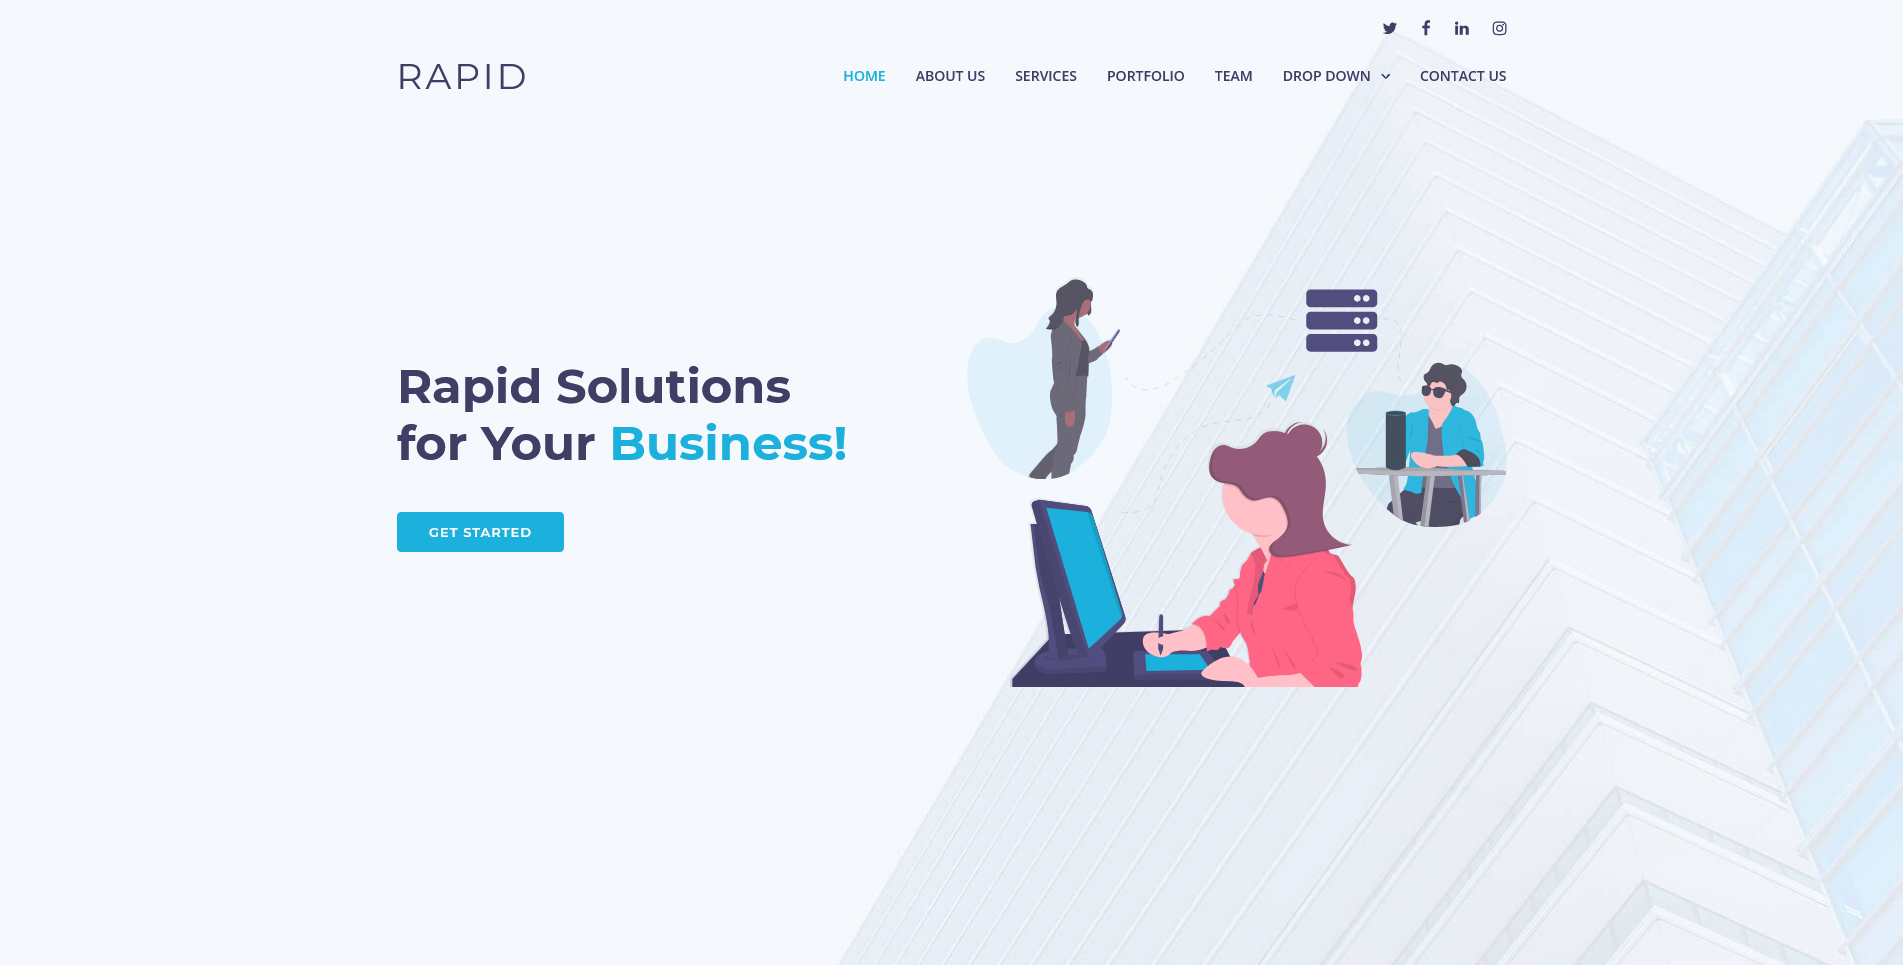 RAPID
HOME ABOUT US SERVICES PORTFOLIO TEAM DROP DOWN CONTACT US
Rapid Solutions
for Your Business!
GET STARTED